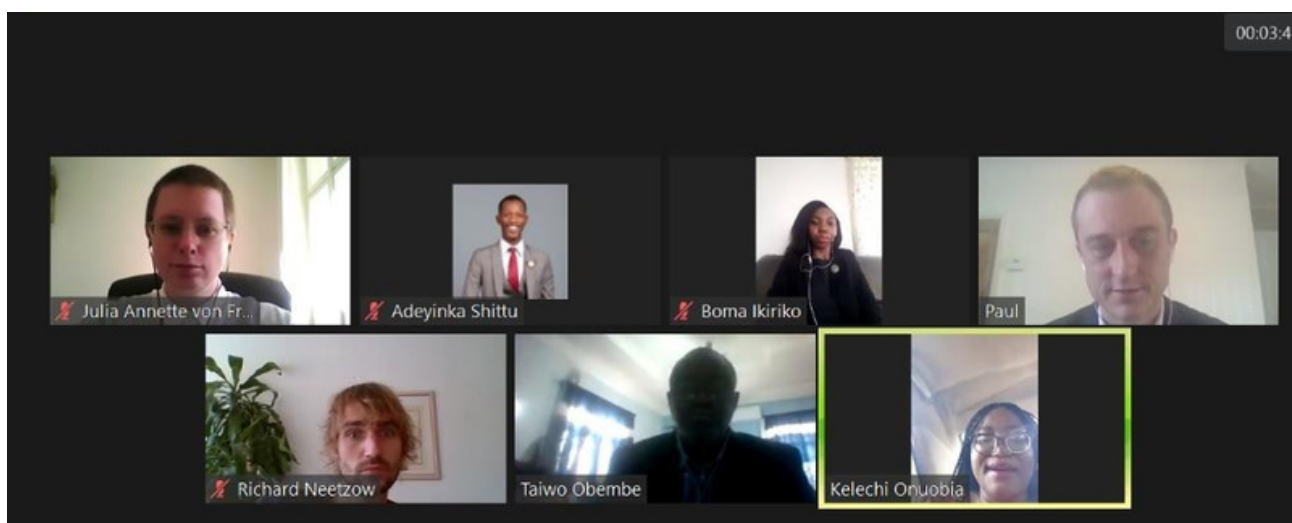 00:03:4
Julia Annette von Fr...
Adeyinka Shittu
Boma Ikiriko
Paul
Richard Neetzow
Taiwo Obembe
Kelechi Onuobia